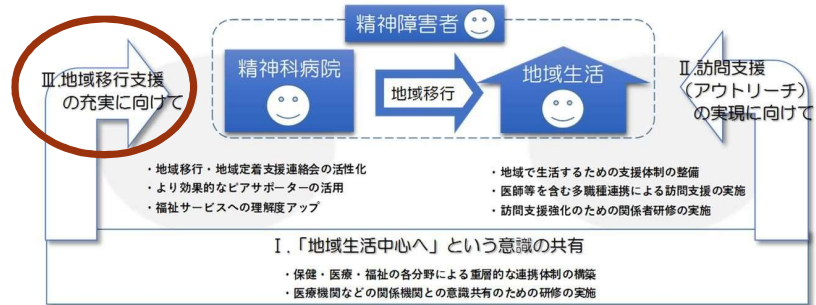 精神障害者
Ⅲ.地域移行支援
の充実に向けて
精神科病院
地域移行
地域生活
Ⅱ.訪問支援
（アウトリーチ）
の実現に向けて
・地域移行・地域定着支援連絡会の活性化
・より効果的なピアサポーターの活用
・福祉サービスへの理解度アップ
・地域で生活するための支援体制の整備
・医師等を含む多職種連携による訪問支援の実施
・訪問支援強化のための関係者研修の実施
Ⅰ.「地域生活中心へ」という意識の共有
・保健・医療・福祉の各分野による重層的な連携体制の構築
・医療機関などの関係機関との意識共有のための研修の実施